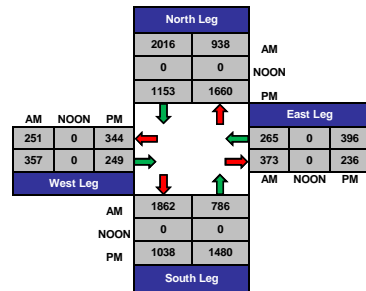 North Leg
2016 938 AM
0 0 NOON
1153 1660 PM
AM NOON PM
251 0 344
357 0 249
West Leg
East Leg
265 0 396
373 0 236
AM NOON PM
AM 1862 786
NOON 0 0
PM 1038 1480
South Leg